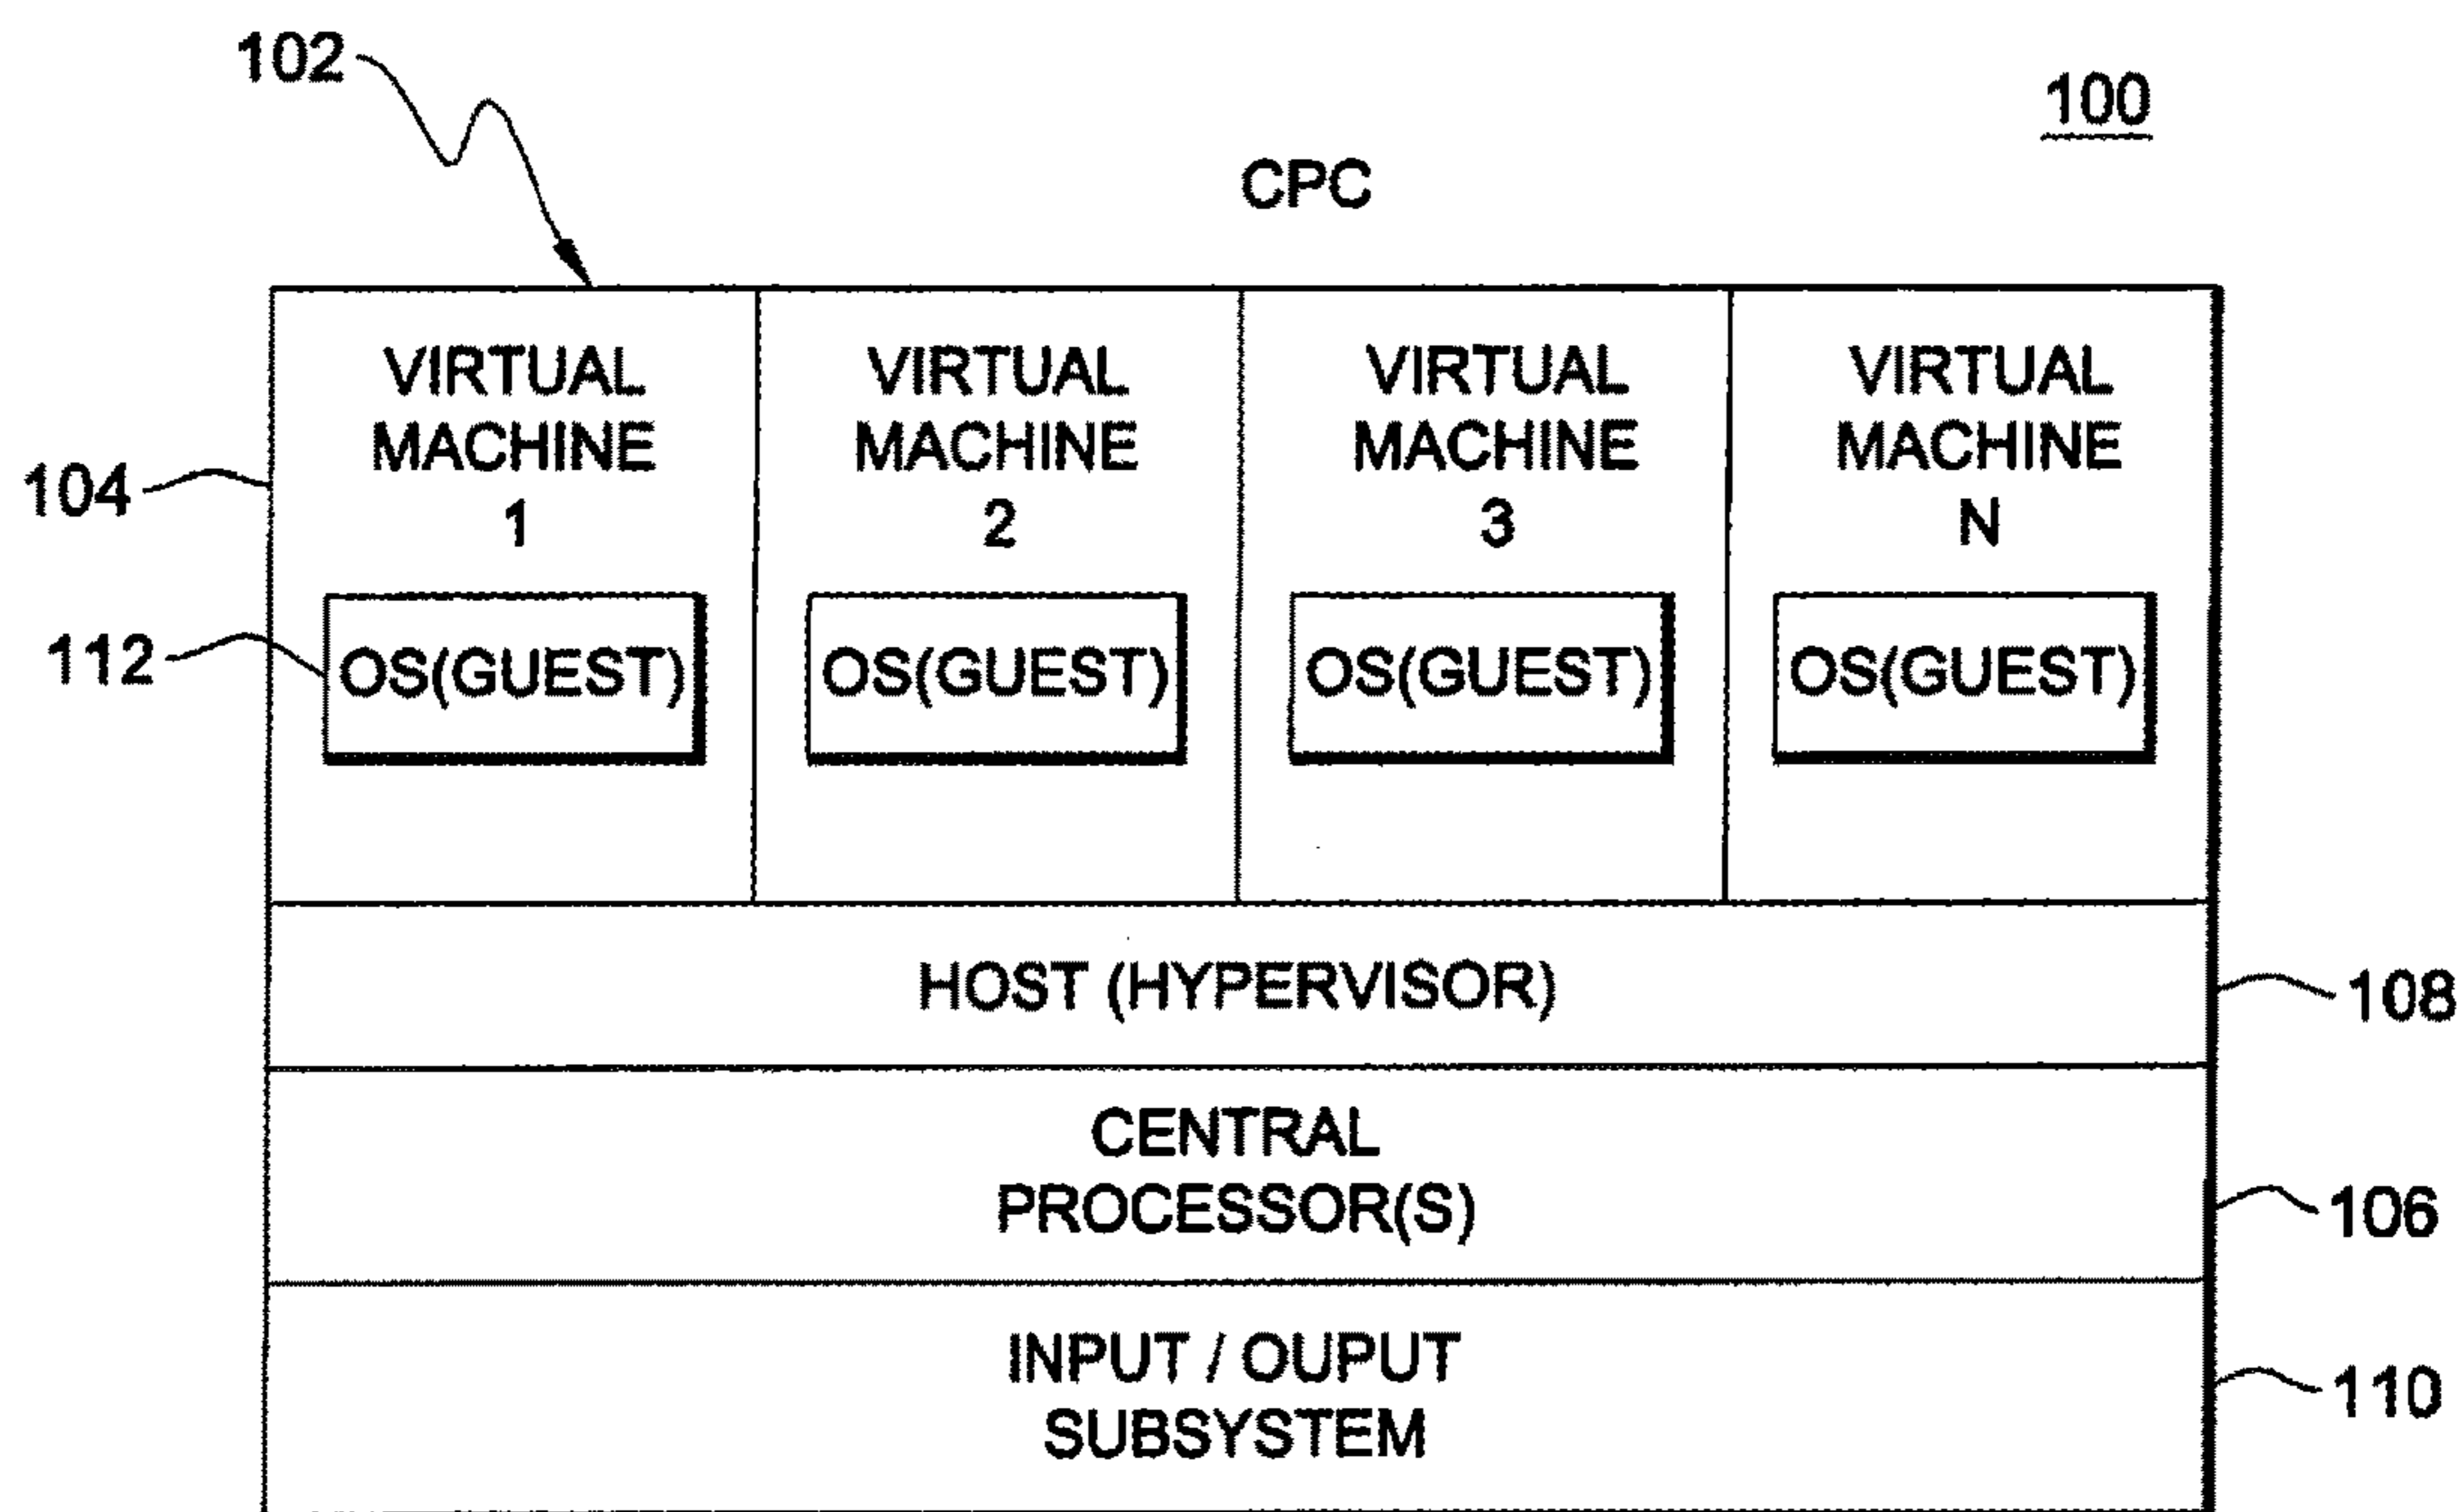 102
100
CPC
VIRTUAL MACHINE 1
VIRTUAL MACHINE 2
VIRTUAL MACHINE 3
VIRTUAL MACHINE N
104
112
OS(GUEST)
OS(GUEST)
OS(GUEST)
OS(GUEST)
HOST (HYPERVISOR)
108
CENTRAL
PROCESSOR(S)
106
INPUT / OUPUT
SUBSYSTEM
110